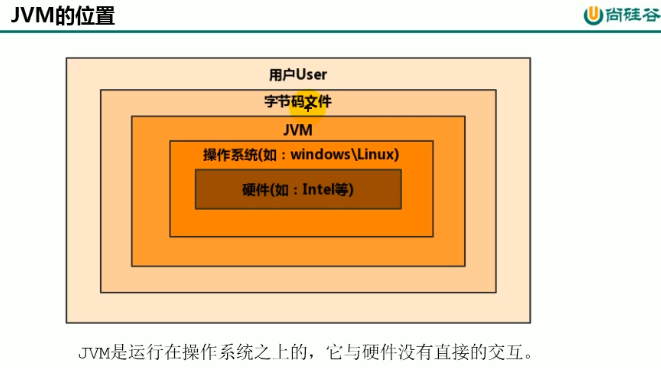 JVM的位置
尚硅谷
用户User
字节码文件
JVM
操作系统(如：windows\Linux)
硬件(如：Intel等)
JVM是运行在操作系统之上的，它与硬件没有直接的交互。